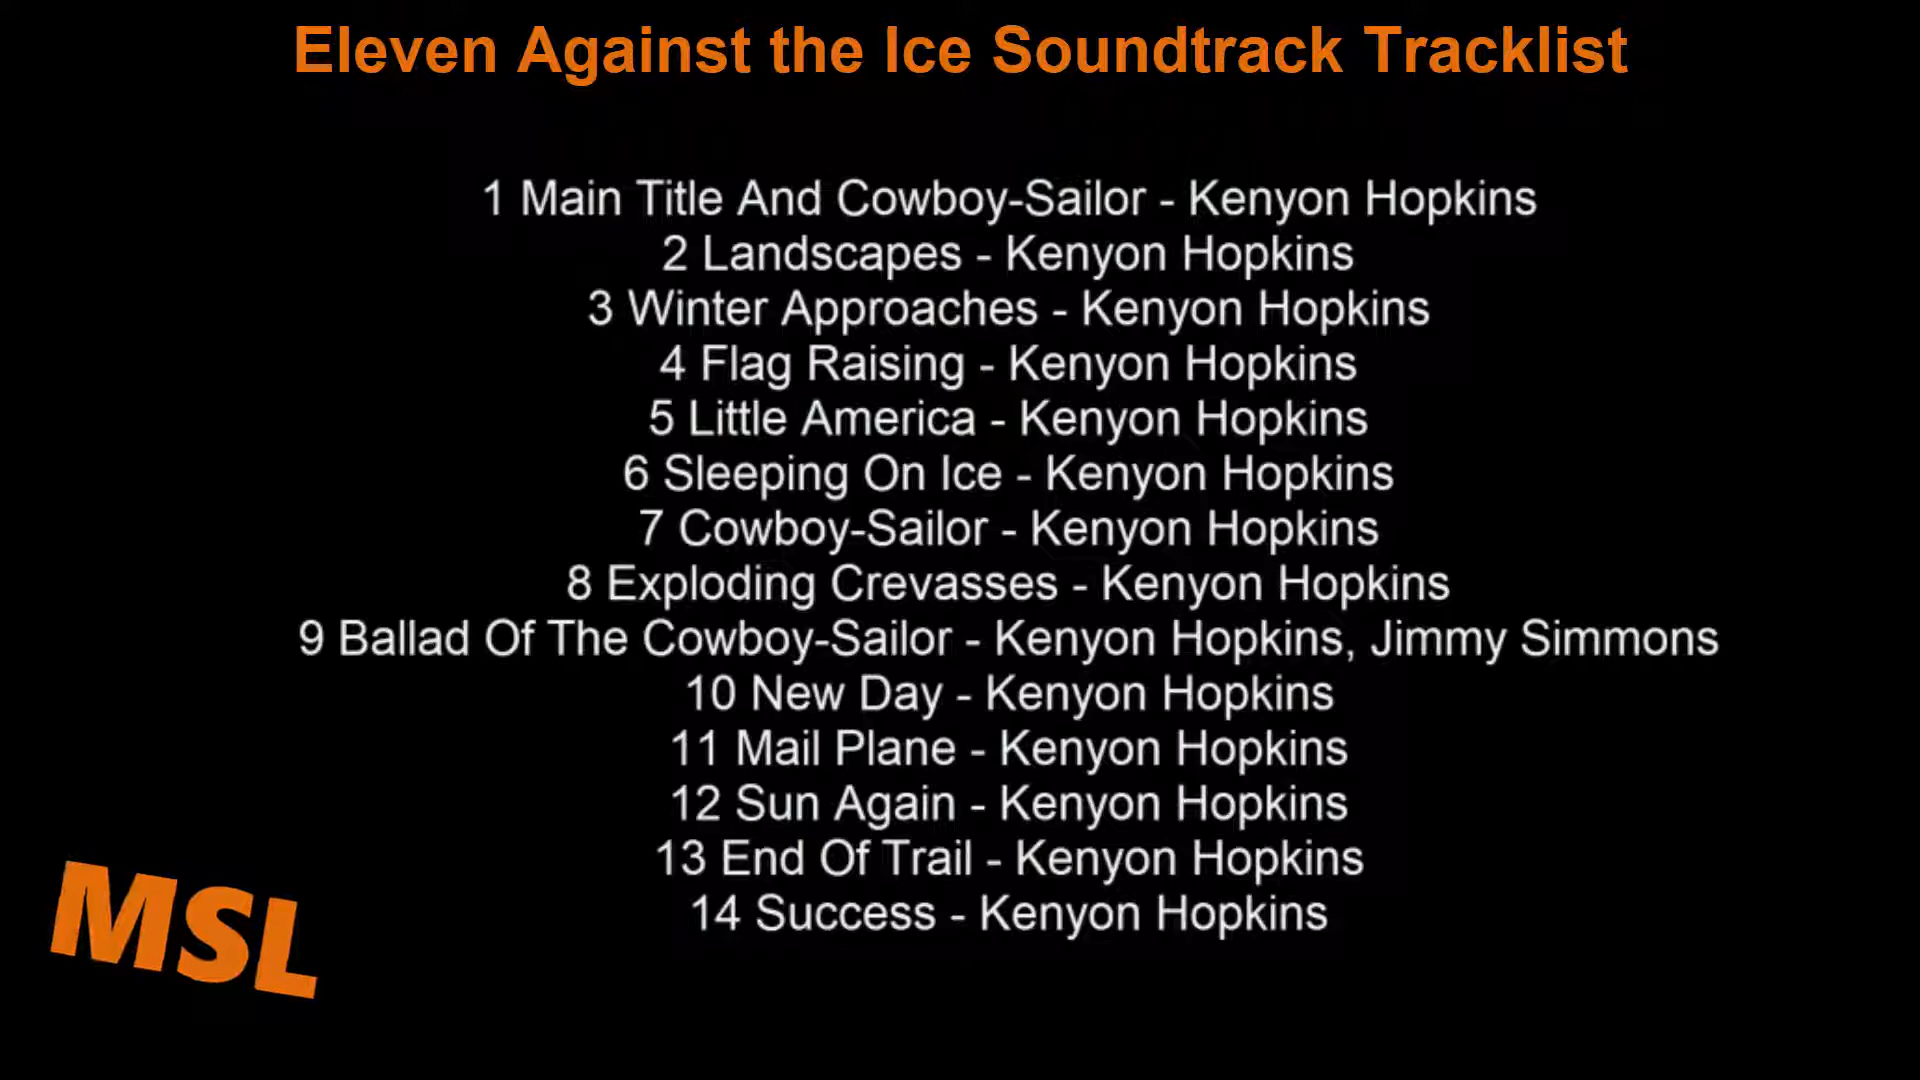 Eleven Against the Ice Soundtrack Tracklist
1 Main Title And Cowboy-Sailor - Kenyon Hopkins
2 Landscapes - Kenyon Hopkins
3 Winter Approaches - Kenyon Hopkins
4 Flag Raising - Kenyon Hopkins
5 Little America - Kenyon Hopkins
6 Sleeping On Ice - Kenyon Hopkins
7 Cowboy-Sailor - Kenyon Hopkins
8 Exploding Crevasses - Kenyon Hopkins
9 Ballad Of The Cowboy-Sailor - Kenyon Hopkins, Jimmy Simmons
10 New Day - Kenyon Hopkins
11 Mail Plane - Kenyon Hopkins
12 Sun Again - Kenyon Hopkins
13 End Of Trail - Kenyon Hopkins
14 Success - Kenyon Hopkins
MSL